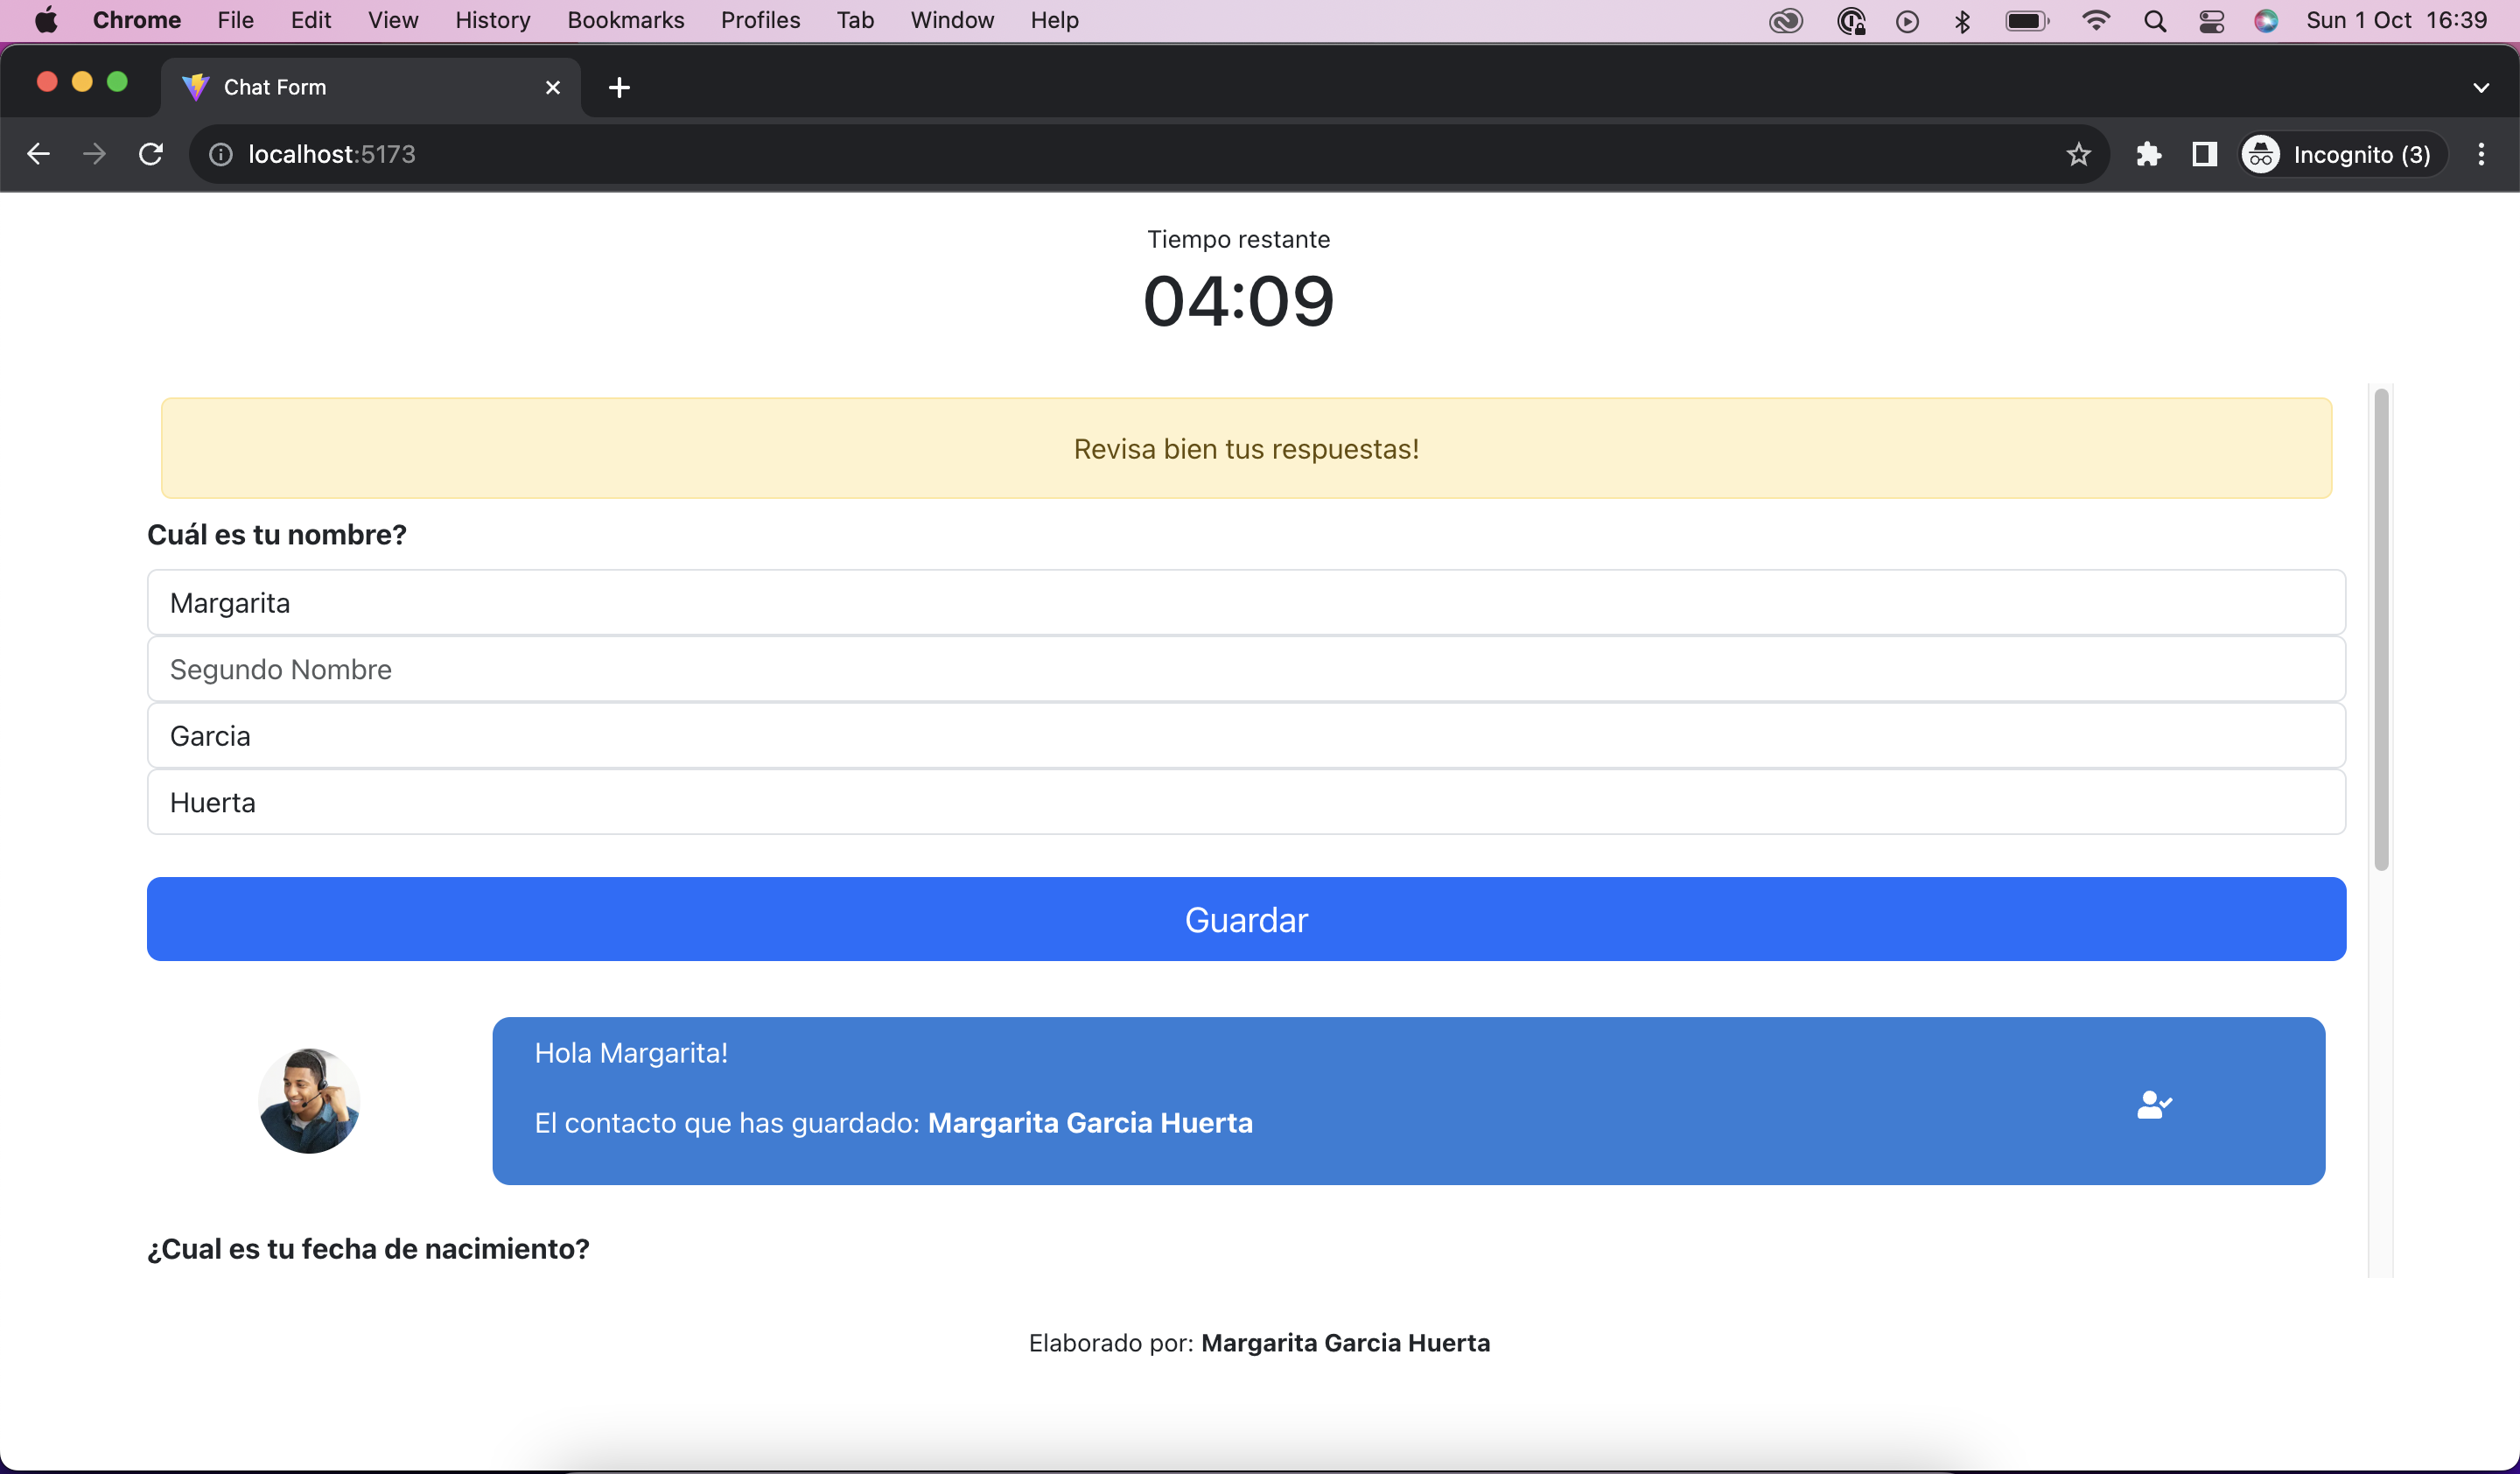 Chrome File Edit View History Bookmarks Profiles Tab Window Help Sun 1 Oct 16:39
Chat Form
localhost:5173 Incognito (3)
Tiempo restante
04:09
Revisa bien tus respuestas!
Cuál es tu nombre?
Margarita
Segundo Nombre
Garcia
Huerta
Guardar
Hola Margarita!
El contacto que has guardado: Margarita Garcia Huerta
¿Cual es tu fecha de nacimiento?
Elaborado por: Margarita Garcia Huerta